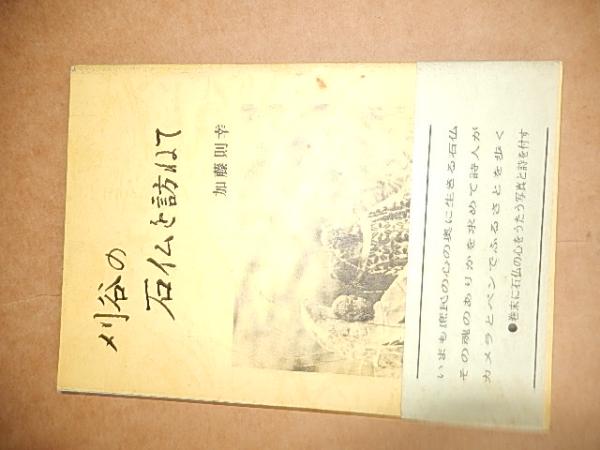 刈谷の
石仏を訪ねて
加藤則幸
いまも庶民の心の奥に生きる石仏
その魂のありかを求めて詩人が
カメラとペンでふるさとを歩く
●巻末に石仏の心をうたう写真と詩を付す